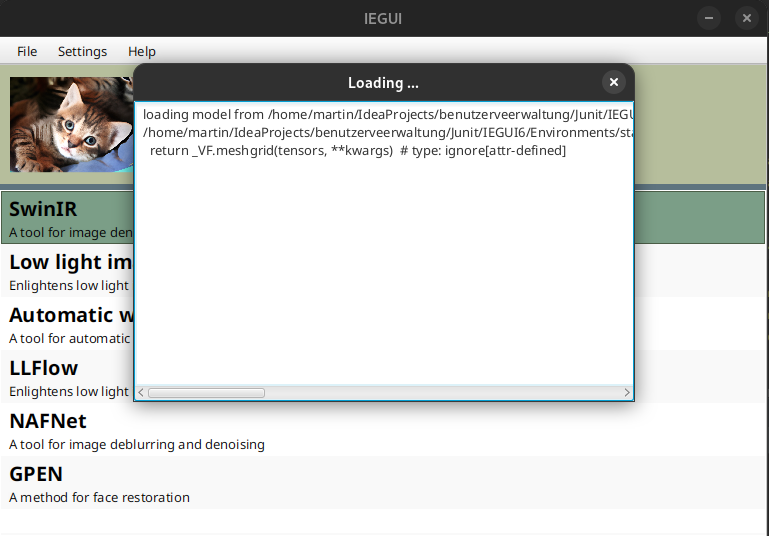 IEGUI
File Settings Help
Loading ...
loading model from /home/martin/IdeaProjects/benutzerveerwaltung/Junit/IEGU
/home/martin/IdeaProjects/benutzerveerwaltung/Junit/IEGUI6/Environments/sta
return _VF.meshgrid(tensors, **kwargs) # type: ignore[attr-defined]
SwinIR
A tool for image den
Low light im
Enlightens low light
Automatic w
A tool for automatic
LLFlow
Enlightens low light
NAFNet
A tool for image deblurring and denoising
GPEN
A method for face restoration